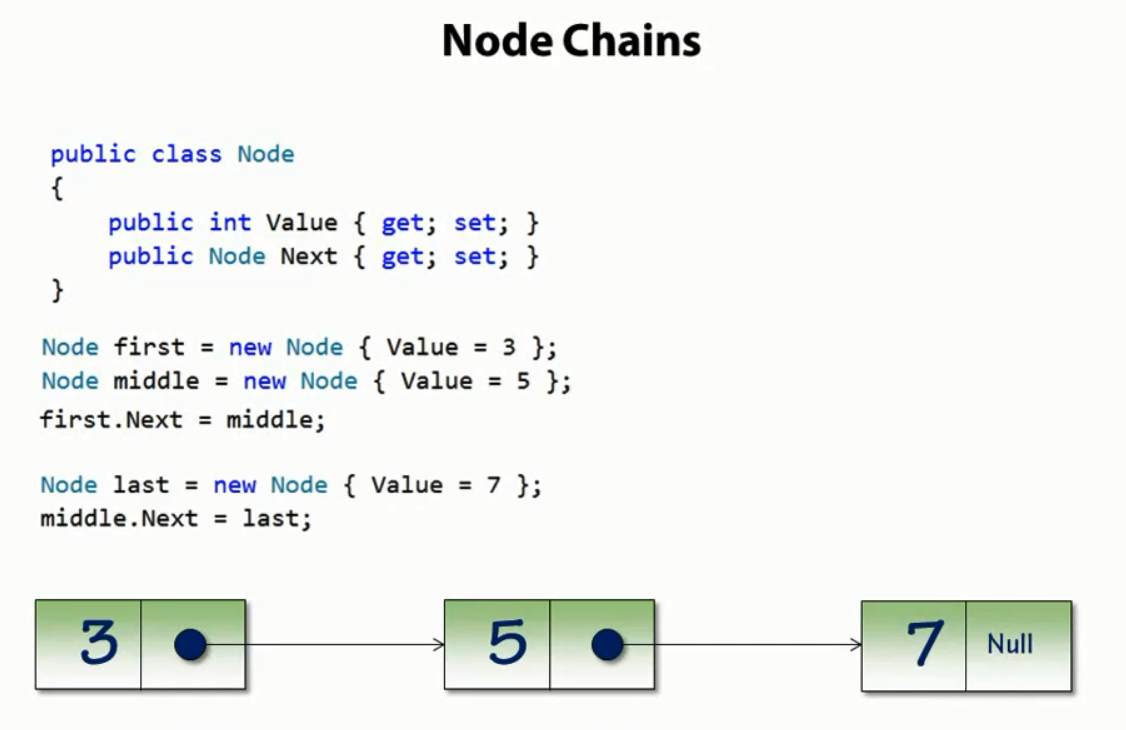 Node Chains
public class Node
{
    public int Value { get; set; }
    public Node Next { get; set; }
}
Node first = new Node { Value = 3 };
Node middle = new Node { Value = 5 };
first.Next = middle;
Node last = new Node { Value = 7 };
middle.Next = last;
3 5 7 Null